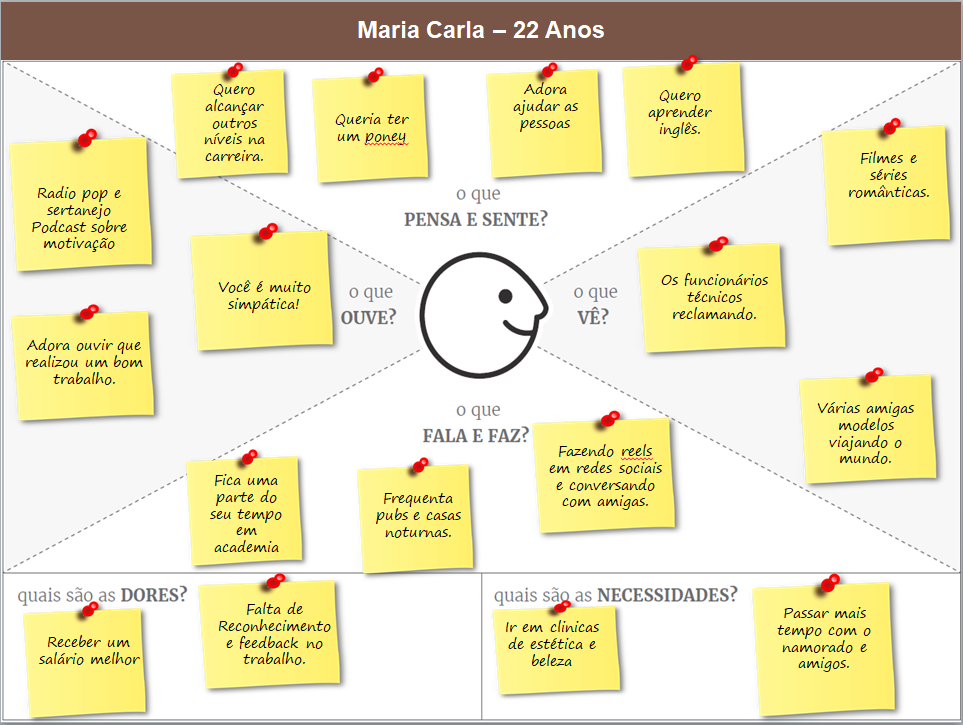 Maria Carla – 22 Anos
Quero
alcançar
outros
níveis na
carreira.
Queria ter
um poney
Adora
ajudar as
pessoas
Quero
aprender
inglês.
o que
PENSA E SENTE?
Radio pop e
sertanejo
Podcast sobre
motivação
Você é muito
simpática!
Adora ouvir que
realizou um bom
trabalho.
o que
OUVE?
o que
VÊ?
Filmes e
séries
românticas.
Os funcionários
técnicos
reclamando.
Várias amigas
modelos
viajando o
mundo.
o que
FALA E FAZ?
Fica uma
parte do
seu tempo
em
academia
Frequenta
pubs e casas
noturnas.
Fazendo reels
em redes sociais
e conversando
com amigas.
quais são as DORES?
Receber um
salário melhor
Falta de
Reconhecimento
e feedback no
trabalho.
quais são as NECESSIDADES?
Ir em clinicas
de estética e
beleza
Passar mais
tempo com o
namorado e
amigos.